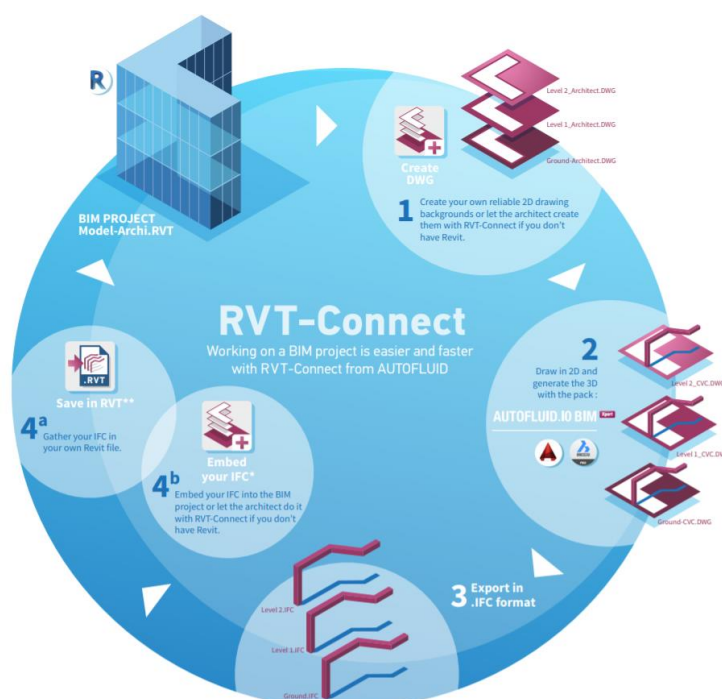 R
BIM PROJECT
Model-Archi.RVT
Create
DWG
Level 2_Architect.DWG
Level 1_Architect.DWG
Ground-Architect.DWG
1
Create your own reliable 2D drawing
backgrounds or let the architect create
them with RVT-Connect if you don't
have Revit.
RVT-Connect
Working on a BIM project is easier and faster
with RVT-Connect from AUTOFLUID
2
Draw in 2D and
generate the 3D
with the pack :
AUTOFLUID.IO BIM
A
Level 2_CVC.DWG
Level 1_CVC.DW
Ground-CVC.DWG
3
Export in
.IFC format
Level 2.IFC
Level 1.IFC
Ground.IFC
.RVT
Save in RVT**
4a
Gather your IFC in
your own Revit file.
Embed
your IFC*
4b
Embed your IFC into the BIM
project or let the architect do it
with RVT-Connect if you don't
have Revit.